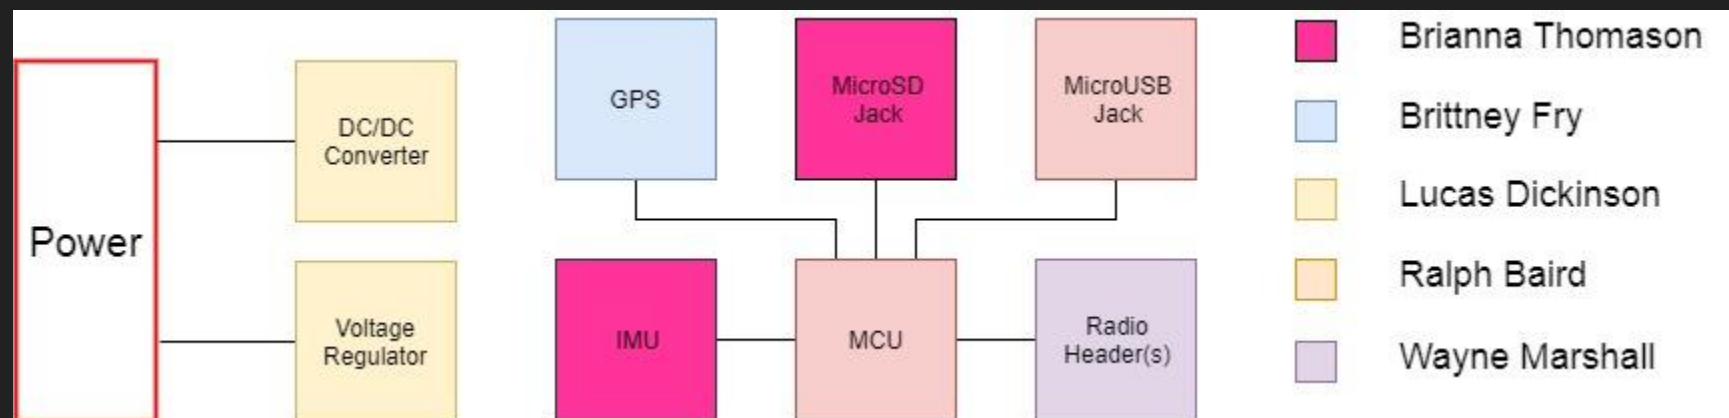 Power
DC/DC
Converter
Voltage
Regulator
GPS
MicroSD
Jack
MicroUSB
Jack
IMU
MCU
Radio
Header(s)
Brianna Thomason
Brittney Fry
Lucas Dickinson
Ralph Baird
Wayne Marshall